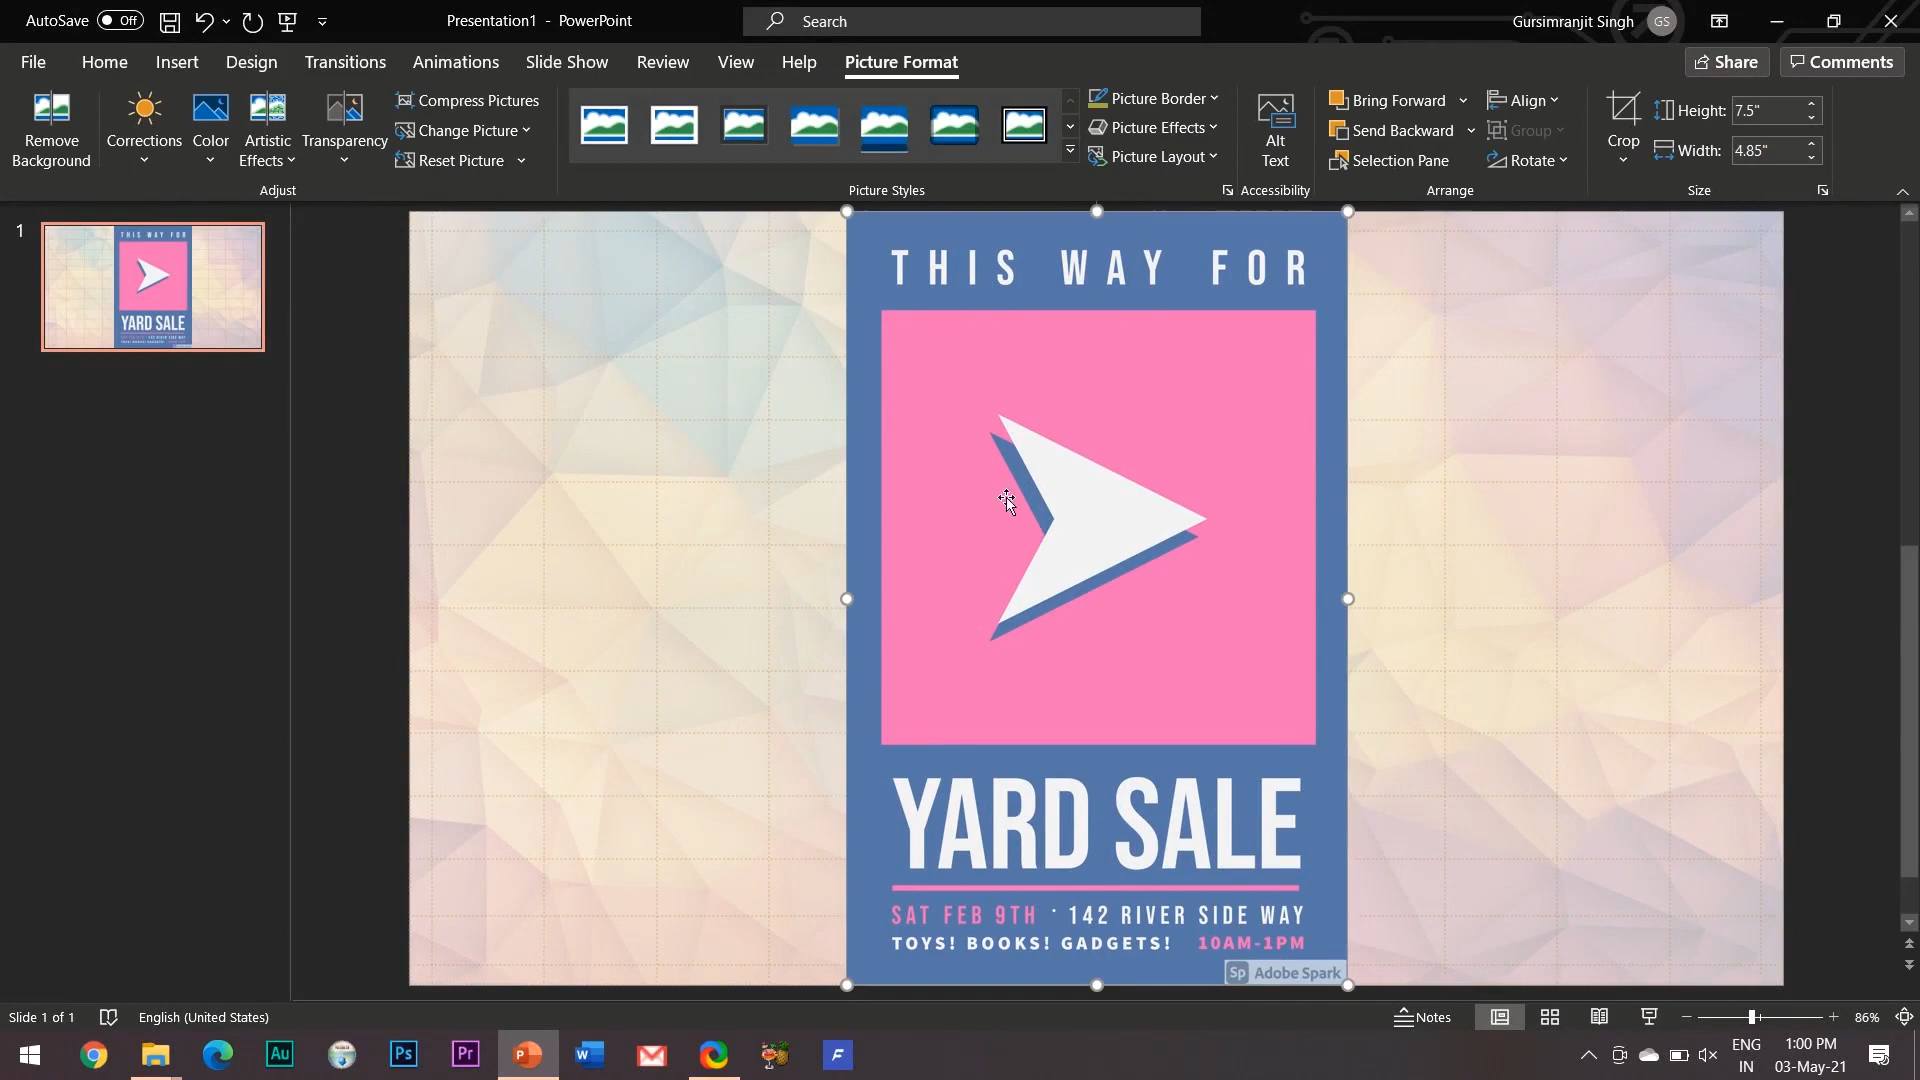 AutoSave Off
Presentation1 - PowerPoint
Search
Gursimranjit Singh GS
File Home Insert Design Transitions Animations Slide Show Review View Help Picture Format
Share Comments
Remove Background
Corrections
Color
Artistic Effects
Transparency
Compress Pictures
Change Picture
Reset Picture
Adjust
Picture Styles
Picture Border
Picture Effects
Picture Layout
Alt Text
Accessibility
Bring Forward
Send Backward
Selection Pane
Align
Group
Rotate
Arrange
Crop
Height: 7.5"
Width: 4.85"
Size
1
THIS WAY FOR
YARD SALE
THIS WAY FOR
YARD SALE
SAT FEB 9TH · 142 RIVER SIDE WAY
TOYS! BOOKS! GADGETS! 10AM-1PM
Sp Adobe Spark
Slide 1 of 1
English (United States)
Notes
86%
Au
Ps
Pr
P
W
F
ENG
IN
1:00 PM
03-May-21